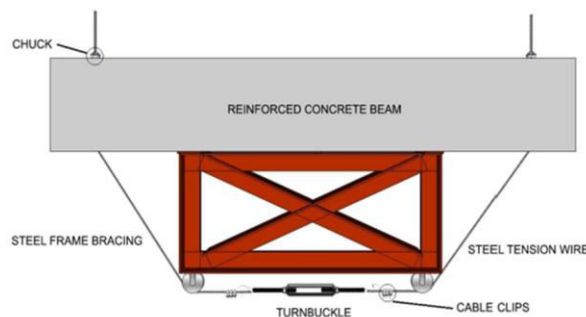 CHUCK
REINFORCED CONCRETE BEAM
STEEL FRAME BRACING
STEEL TENSION WIRE
CABLE CLIPS
TURNBUCKLE